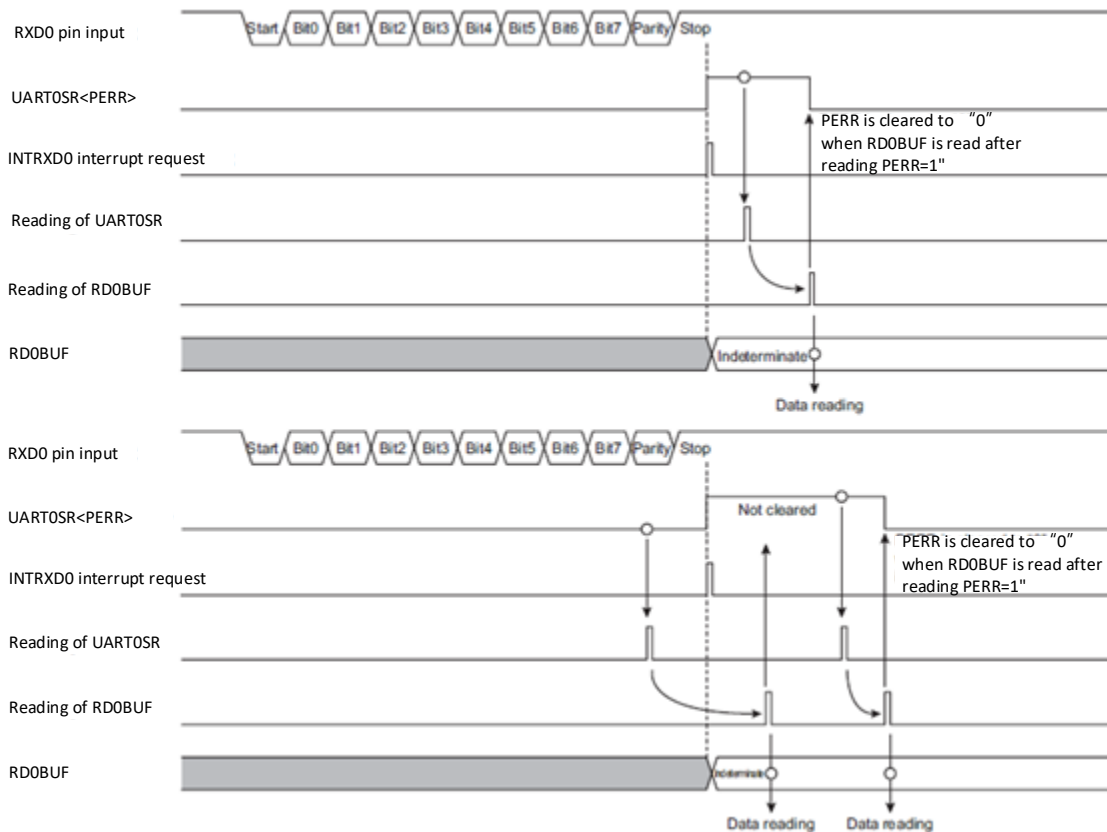 RXD0 pin input
Start Bit0 Bit1 Bit2 Bit3 Bit4 Bit5 Bit6 Bit7 Parity Stop
UART0SR<PERR>
PERR is cleared to “0”
when RD0BUF is read after
reading PERR=1"
INTRXD0 interrupt request
Reading of UART0SR
Reading of RD0BUF
RD0BUF
Indeterminate
Data reading
RXD0 pin input
Start Bit0 Bit1 Bit2 Bit3 Bit4 Bit5 Bit6 Bit7 Parity Stop
UART0SR<PERR>
Not cleared
PERR is cleared to “0”
when RD0BUF is read after
reading PERR=1"
INTRXD0 interrupt request
Reading of UART0SR
Reading of RD0BUF
RD0BUF
Indeterminate
Data reading Data reading